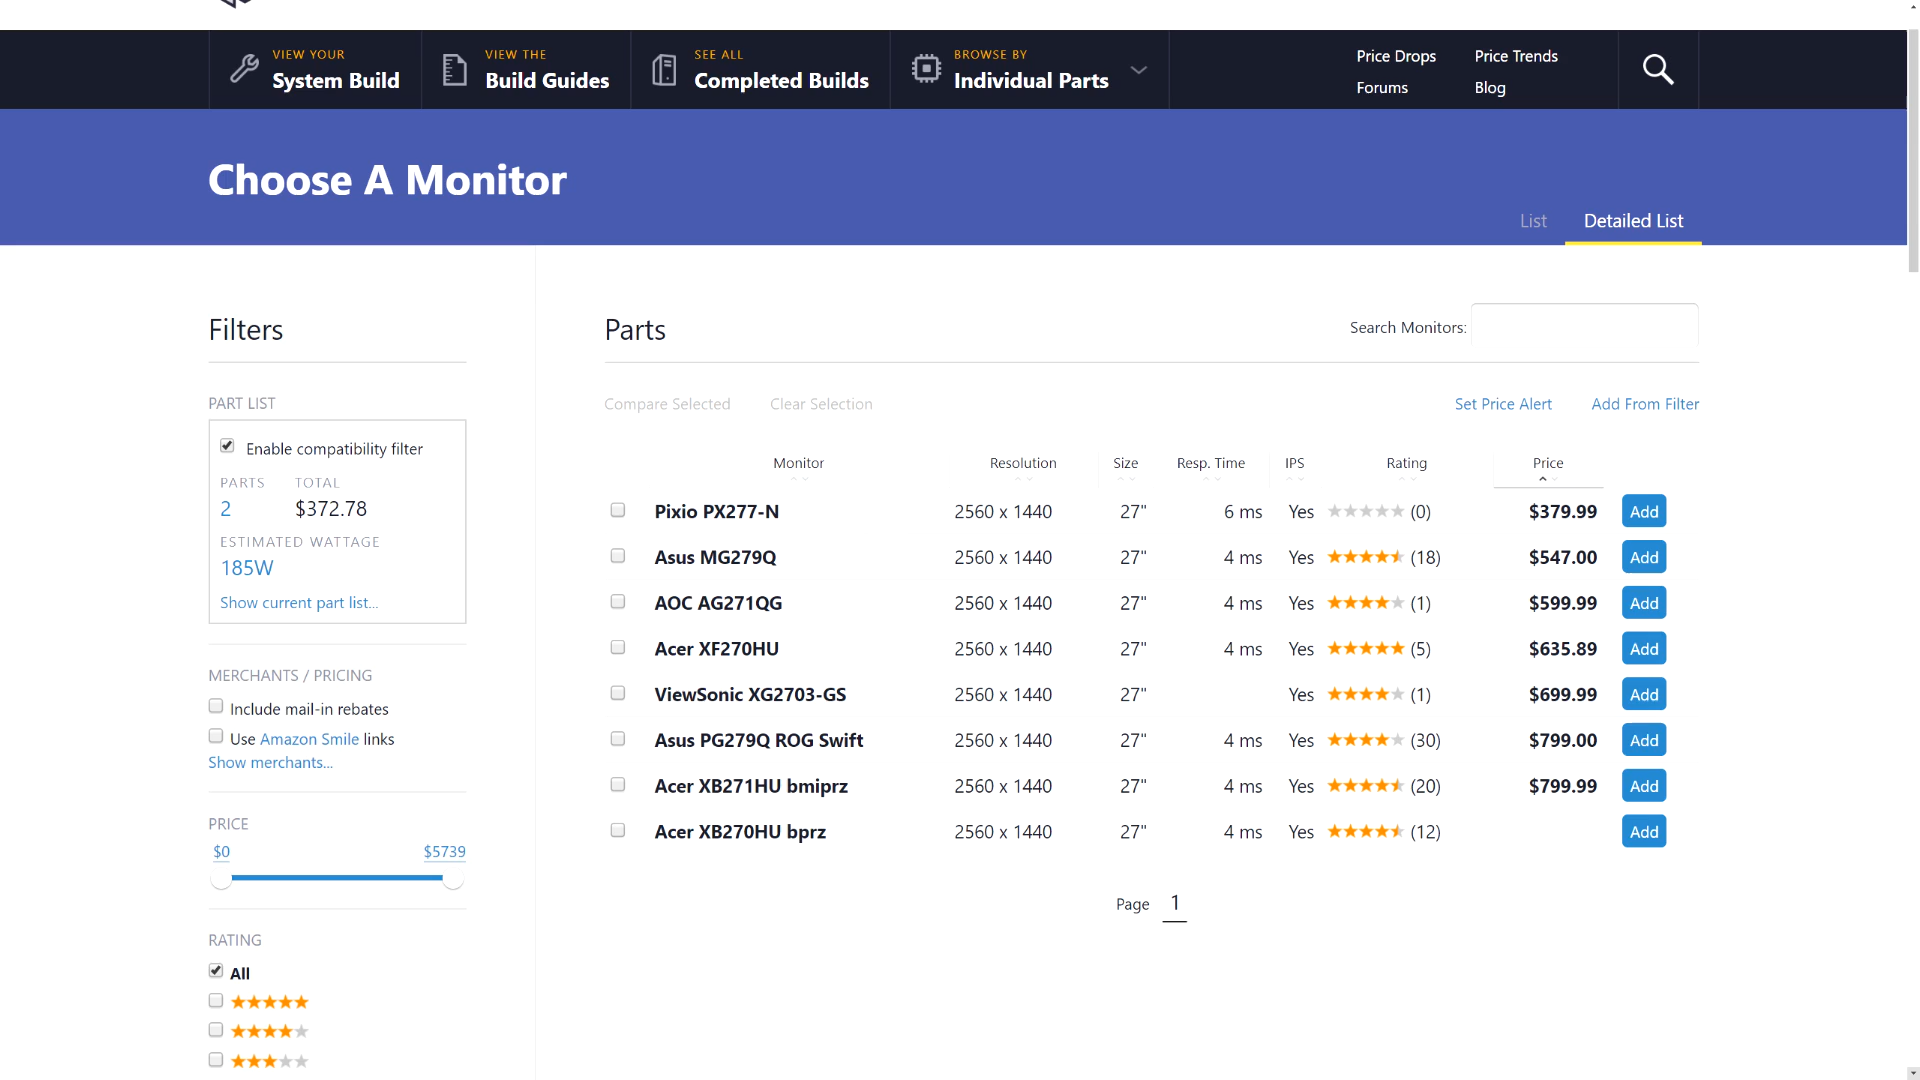 VIEW YOUR
System Build
VIEW THE
Build Guides
SEE ALL
Completed Builds
BROWSE BY
Individual Parts
Price Drops
Price Trends
Forums
Blog
Choose A Monitor
List
Detailed List
Filters
PART LIST
Enable compatibility filter
PARTS TOTAL
2 $372.78
ESTIMATED WATTAGE
185W
Show current part list...
MERCHANTS / PRICING
Include mail-in rebates
Use Amazon Smile links
Show merchants...
PRICE
$0 $5739
RATING
All
Parts
Search Monitors:
Compare Selected Clear Selection Set Price Alert Add From Filter
Monitor Resolution Size Resp. Time IPS Rating Price
Pixio PX277-N 2560 x 1440 27" 6 ms Yes (0) $379.99 Add
Asus MG279Q 2560 x 1440 27" 4 ms Yes (18) $547.00 Add
AOC AG271QG 2560 x 1440 27" 4 ms Yes (1) $599.99 Add
Acer XF270HU 2560 x 1440 27" 4 ms Yes (5) $635.89 Add
ViewSonic XG2703-GS 2560 x 1440 27" Yes (1) $699.99 Add
Asus PG279Q ROG Swift 2560 x 1440 27" 4 ms Yes (30) $799.00 Add
Acer XB271HU bmiprz 2560 x 1440 27" 4 ms Yes (20) $799.99 Add
Acer XB270HU bprz 2560 x 1440 27" 4 ms Yes (12) Add
Page 1